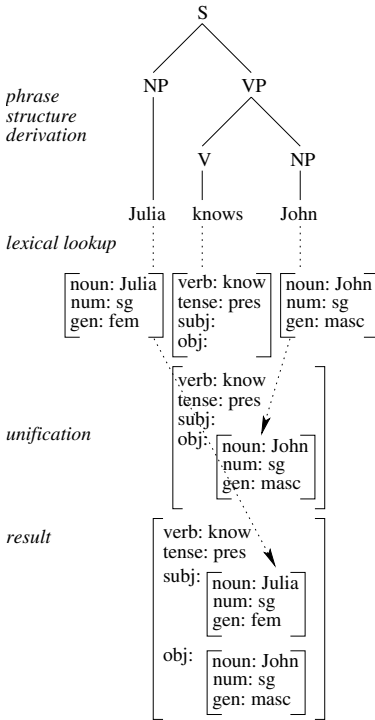 S
NP VP
phrase
structure
derivation
V NP
Julia knows John
lexical lookup
noun: Julia
num: sg
gen: fem
verb: know
tense: pres
subj:
obj:
noun: John
num: sg
gen: masc
unification
verb: know
tense: pres
subj:
obj:
noun: John
num: sg
gen: masc
result
verb: know
tense: pres
subj:
noun: Julia
num: sg
gen: fem
obj:
noun: John
num: sg
gen: masc